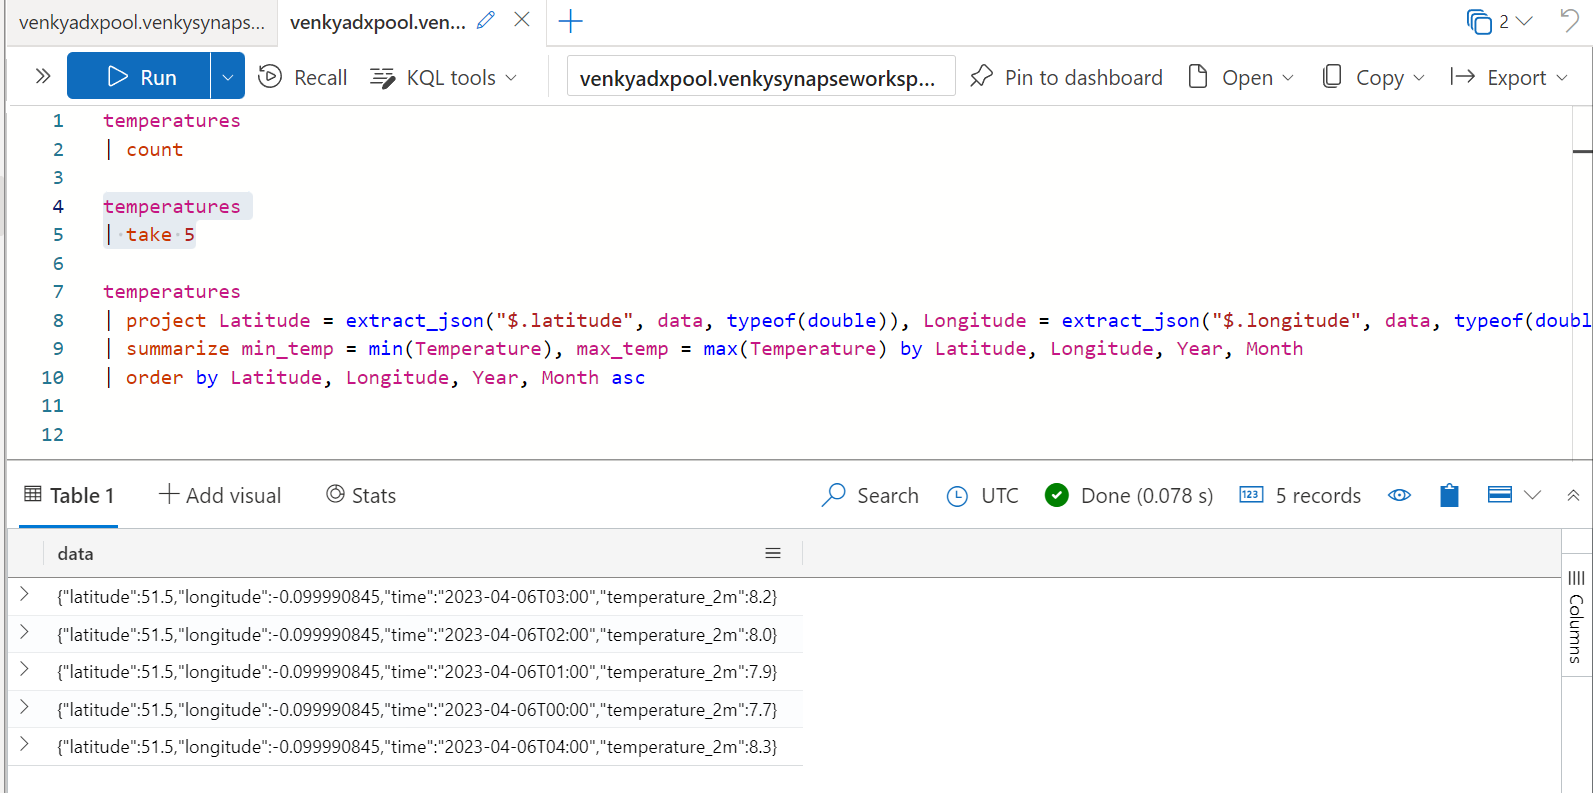 venkyadxpool.venkysynaps... venkyadxpool.ven... 2
Run Recall KQL tools venkyadxpool.venkysynapseworksp... Pin to dashboard Open Copy Export
1 temperatures
2 | count
3
4 temperatures
5 | take 5
6
7 temperatures
8 | project Latitude = extract_json("$.latitude", data, typeof(double)), Longitude = extract_json("$.longitude", data, typeof(doubl
9 | summarize min_temp = min(Temperature), max_temp = max(Temperature) by Latitude, Longitude, Year, Month
10 | order by Latitude, Longitude, Year, Month asc
11
12
Table 1 Add visual Stats Search UTC Done (0.078 s) 123 5 records
data
{"latitude":51.5,"longitude":-0.099990845,"time":"2023-04-06T03:00","temperature_2m":8.2}
{"latitude":51.5,"longitude":-0.099990845,"time":"2023-04-06T02:00","temperature_2m":8.0}
{"latitude":51.5,"longitude":-0.099990845,"time":"2023-04-06T01:00","temperature_2m":7.9}
{"latitude":51.5,"longitude":-0.099990845,"time":"2023-04-06T00:00","temperature_2m":7.7}
{"latitude":51.5,"longitude":-0.099990845,"time":"2023-04-06T04:00","temperature_2m":8.3}
Columns